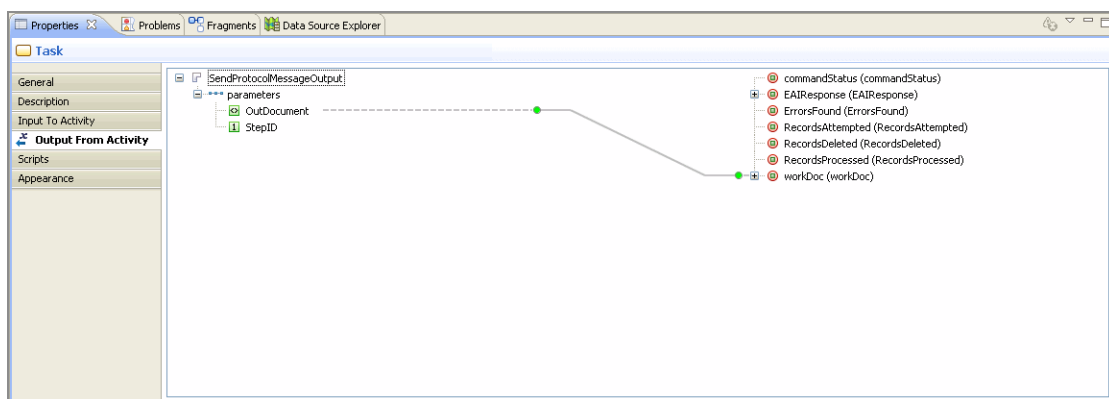 Properties Problems Fragments Data Source Explorer
Task
General
Description
Input To Activity
Output From Activity
Scripts
Appearance
SendProtocolMessageOutput
parameters
OutDocument
1 StepID
commandStatus (commandStatus)
EAIResponse (EAIResponse)
ErrorsFound (ErrorsFound)
RecordsAttempted (RecordsAttempted)
RecordsDeleted (RecordsDeleted)
RecordsProcessed (RecordsProcessed)
workDoc (workDoc)